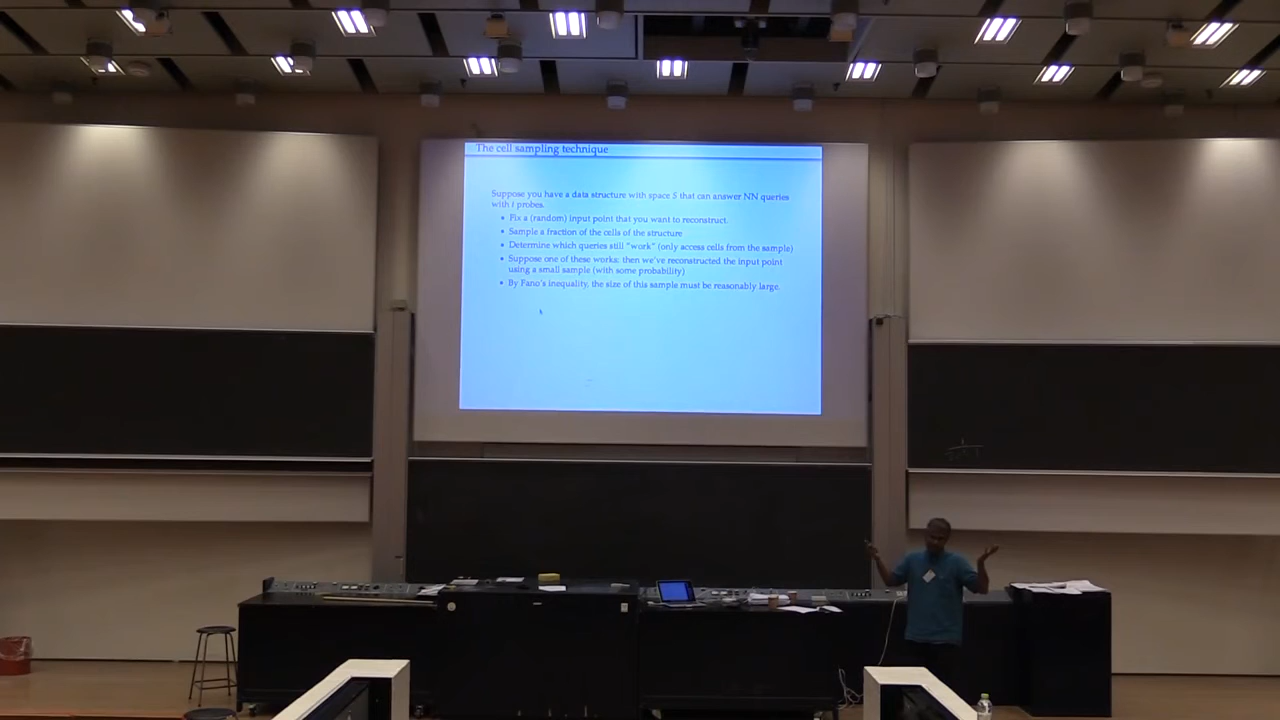 The cell sampling technique
Suppose you have a data structure with space S that can answer NN queries
with t probes.
• Fix a (random) input point that you want to reconstruct.
• Sample a fraction of the cells of the structure
• Determine which queries still "work" (only access cells from the sample)
• Suppose one of these works: then we've reconstructed the input point
using a small sample (with some probability)
• By Fano's inequality, the size of this sample must be reasonably large.